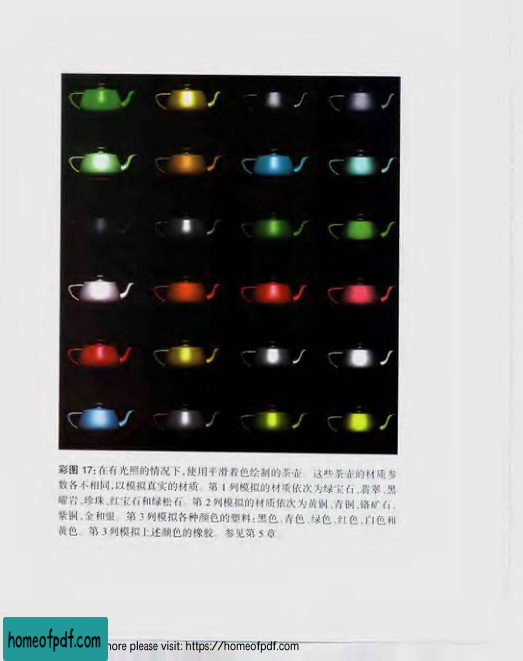 彩图 17:在有光照的情况下,使用平滑着色绘制的茶壶。这些茶壶的材质参
数各不相同,以模拟真实的材质。第 1 列模拟的材质依次为绿宝石、翡翠、黑
曜岩、珍珠、红宝石和绿松石。第 2 列模拟的材质依次为黄铜、青铜、铬矿石、
紫铜、金和银。第 3 列模拟各种颜色的塑料:黑色、青色、绿色、红色、白色和
黄色。第 3 列模拟上述颜色的橡胶。参见第 5 章
homeofpdf.com
more please visit: https://homeofpdf.com